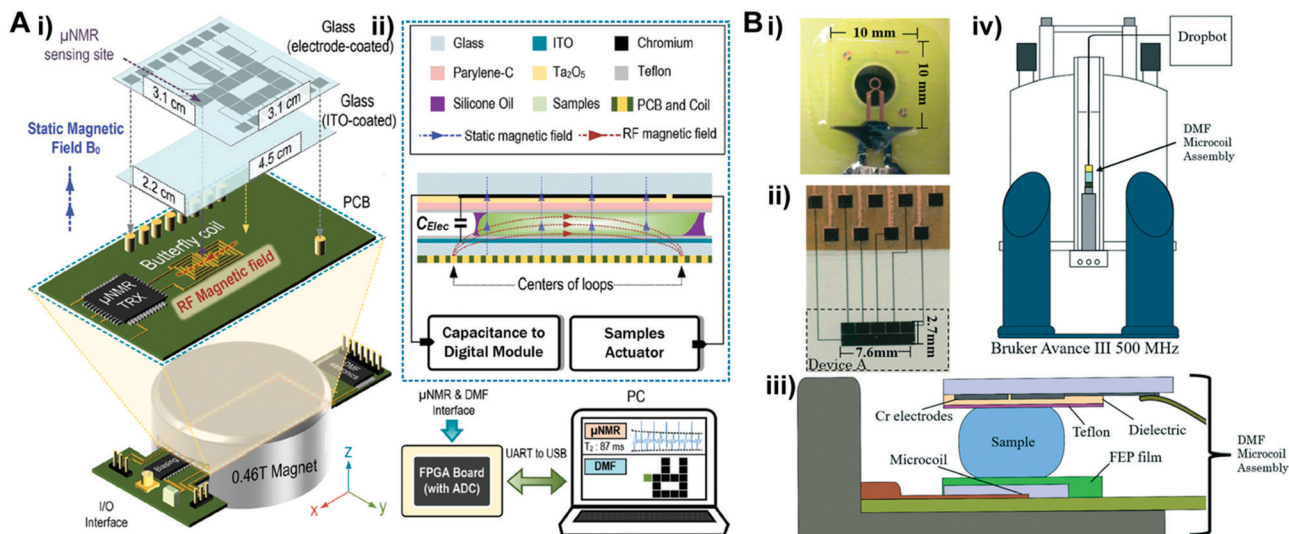 A
i)
Glass
(electrode-coated)
µNMR
sensing site
3.1 cm
3.1 cm
Glass
(ITO-coated)
Static Magnetic
Field B₀
4.5 cm
2.2 cm
PCB
Butterfly coil
µNMR
TRX
RF Magnetic field
DMF
electronics
Biasing
0.46T Magnet
I/O
Interface
Z
X
y
ii)
Glass
ITO
Chromium
Parylene-C
Ta₂O₅
Teflon
Silicone Oil
Samples
PCB and Coil
Static magnetic field
RF magnetic field
C_Elec
Centers of loops
Capacitance to
Digital Module
Samples
Actuator
µNMR & DMF
Interface
PC
FPGA Board
(with ADC)
UART to USB
µNMR
T₂ : 87 ms
DMF
B
i)
10 mm
10 mm
ii)
2.7mm
7.6mm
Device A
iv)
Dropbot
DMF
Microcoil
Assembly
Bruker Avance III 500 MHz
iii)
Cr electrodes
Teflon
Dielectric
Sample
Microcoil
FEP film
DMF
Microcoil
Assembly